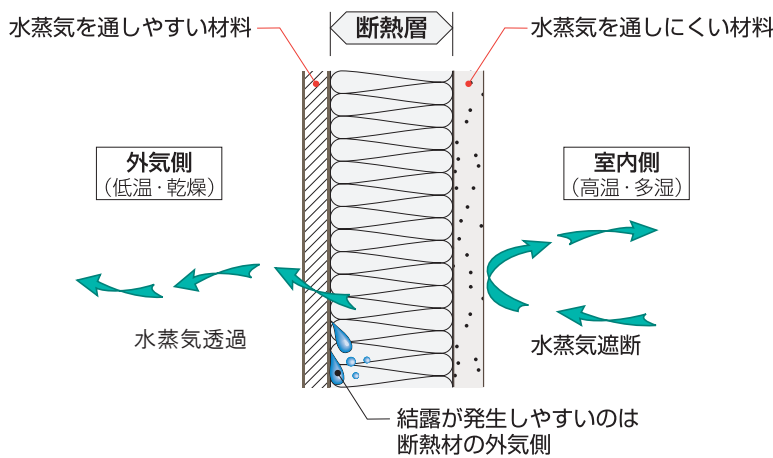 水蒸気を通しやすい材料
断熱層
水蒸気を通しにくい材料
外気側
（低温・乾燥）
室内側
（高温・多湿）
水蒸気透過
水蒸気遮断
結露が発生しやすいのは
断熱材の外気側